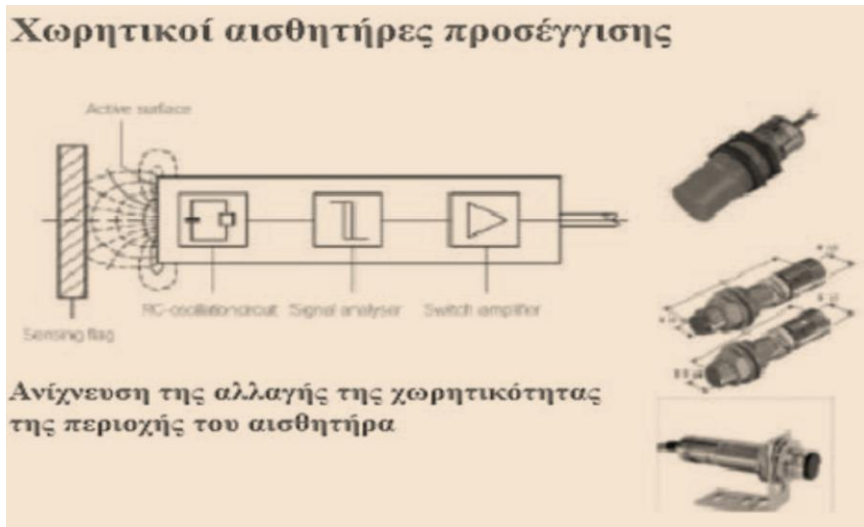 Χωρητικοί αισθητήρες προσέγγισης
Active surface
RC-oscillationcircuit Signal analyser Switch amplifier
Sensing flag
Ανίχνευση της αλλαγής της χωρητικότητας
της περιοχής του αισθητήρα